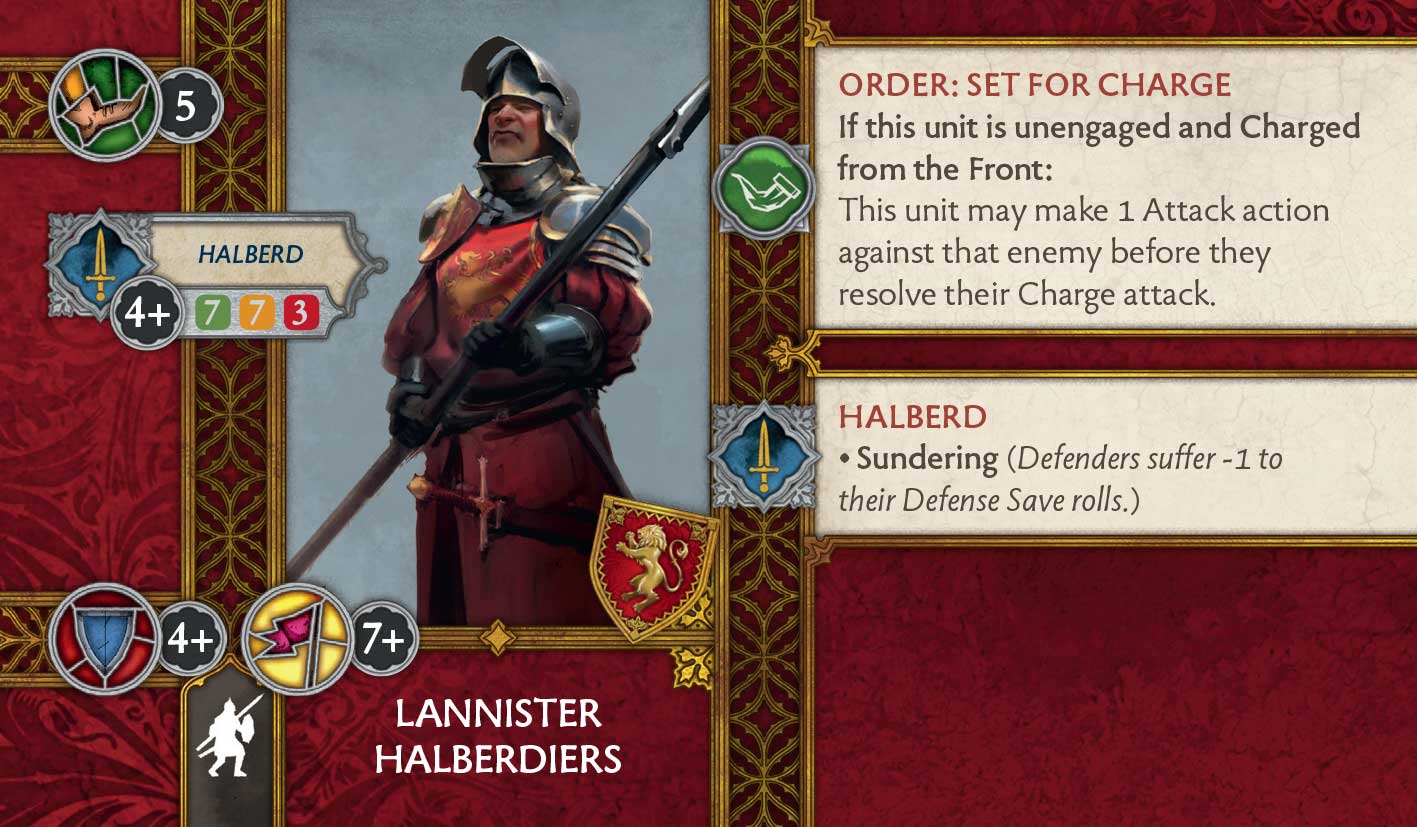 5
HALBERD
4+ 7 7 3
4+ 7+
LANNISTER
HALBERDIERS
ORDER: SET FOR CHARGE
If this unit is unengaged and Charged
from the Front:
This unit may make 1 Attack action
against that enemy before they
resolve their Charge attack.
HALBERD
• Sundering (Defenders suffer -1 to
their Defense Save rolls.)